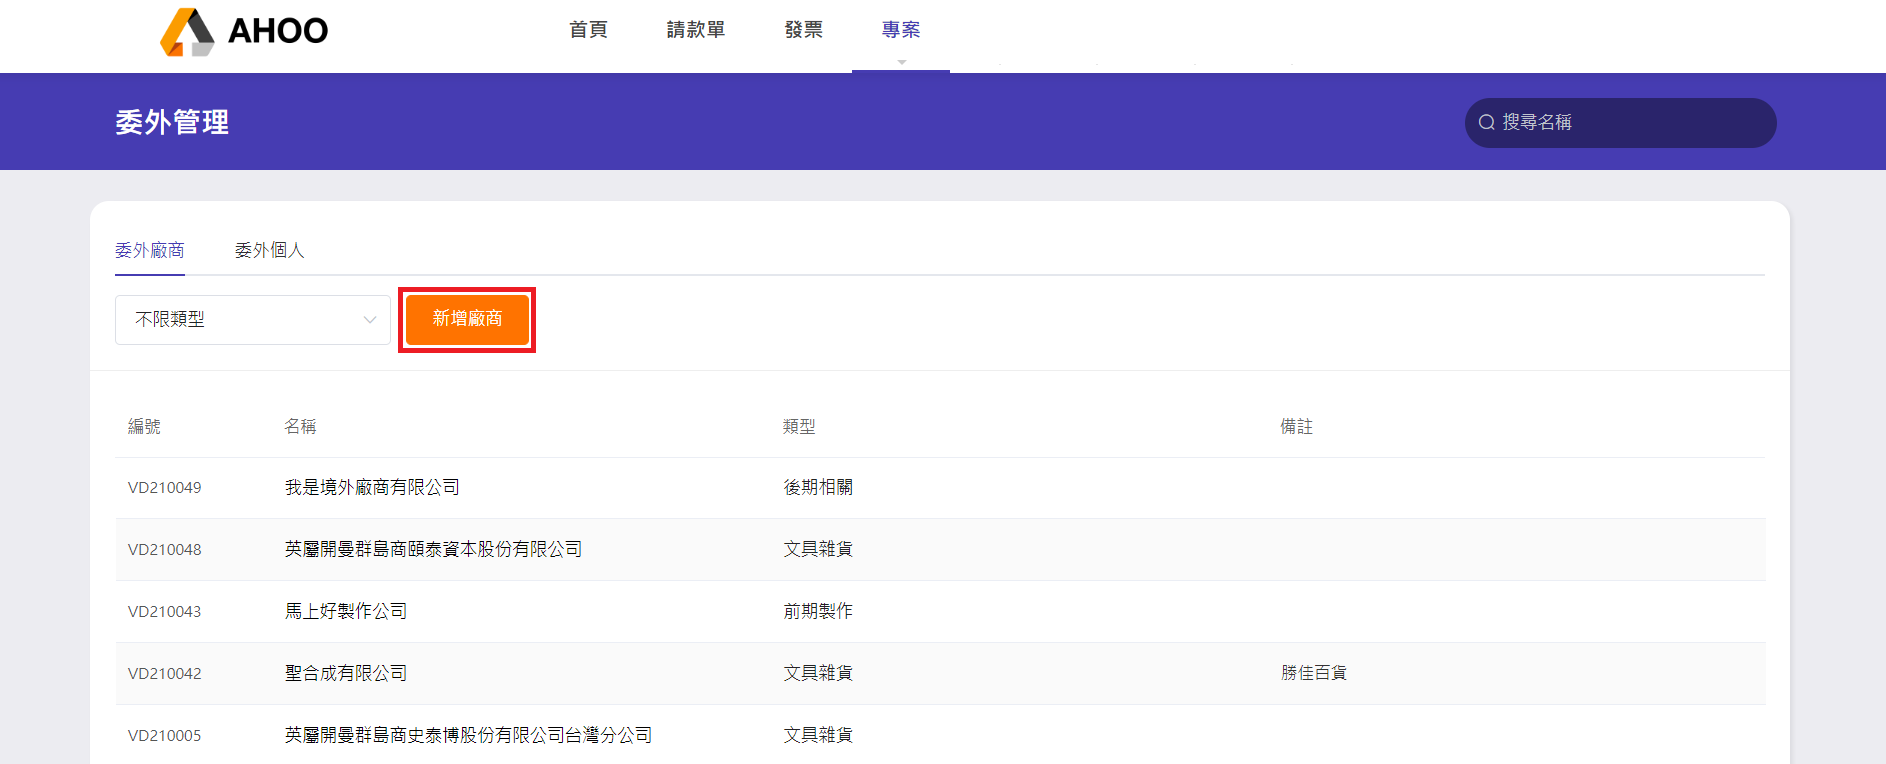 AHOO
首頁 請款單 發票 專案
委外管理
搜尋名稱
委外廠商 委外個人
不限類型 新增廠商
編號 名稱 類型 備註
VD210049 我是境外廠商有限公司 後期相關
VD210048 英屬開曼群島商頤泰資本股份有限公司 文具雜貨
VD210043 馬上好製作公司 前期製作
VD210042 聖合成有限公司 文具雜貨 勝佳百貨
VD210005 英屬開曼群島商史泰博股份有限公司台灣分公司 文具雜貨